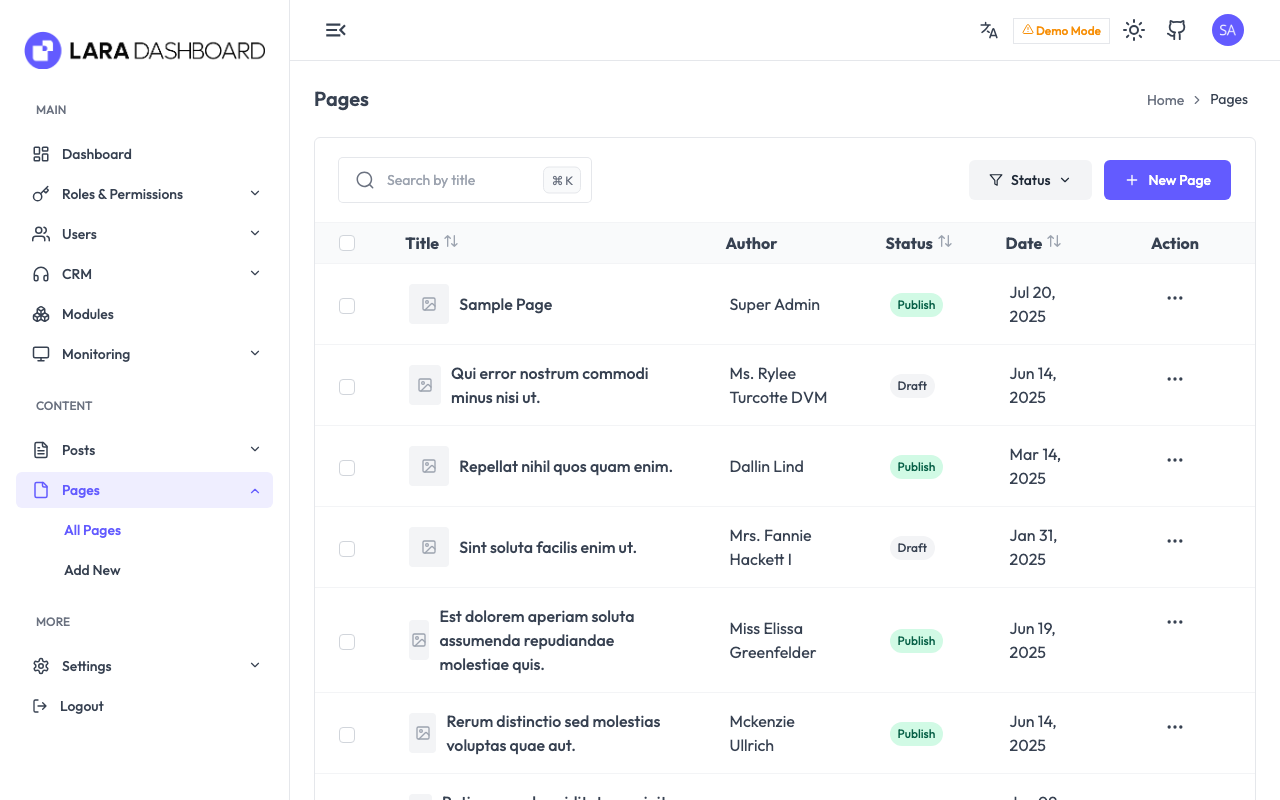 LARA DASHBOARD
MAIN
Dashboard
Roles & Permissions
Users
CRM
Modules
Monitoring
CONTENT
Posts
Pages
All Pages
Add New
MORE
Settings
Logout
Demo Mode
SA
Pages
Home > Pages
Search by title
⌘ K
Status
New Page
Title Author Status Date Action
Sample Page Super Admin Publish Jul 20,
2025
Qui error nostrum commodi Ms. Rylee Draft Jun 14,
minus nisi ut. Turcotte DVM 2025
Repellat nihil quos quam enim. Dallin Lind Publish Mar 14,
2025
Sint soluta facilis enim ut. Mrs. Fannie Draft Jan 31,
Hackett I 2025
Est dolorem aperiam soluta
assumenda repudiandae Miss Elissa Publish Jun 19,
molestiae quis. Greenfelder 2025
Rerum distinctio sed molestias Mckenzie Publish Jun 14,
voluptas quae aut. Ullrich 2025